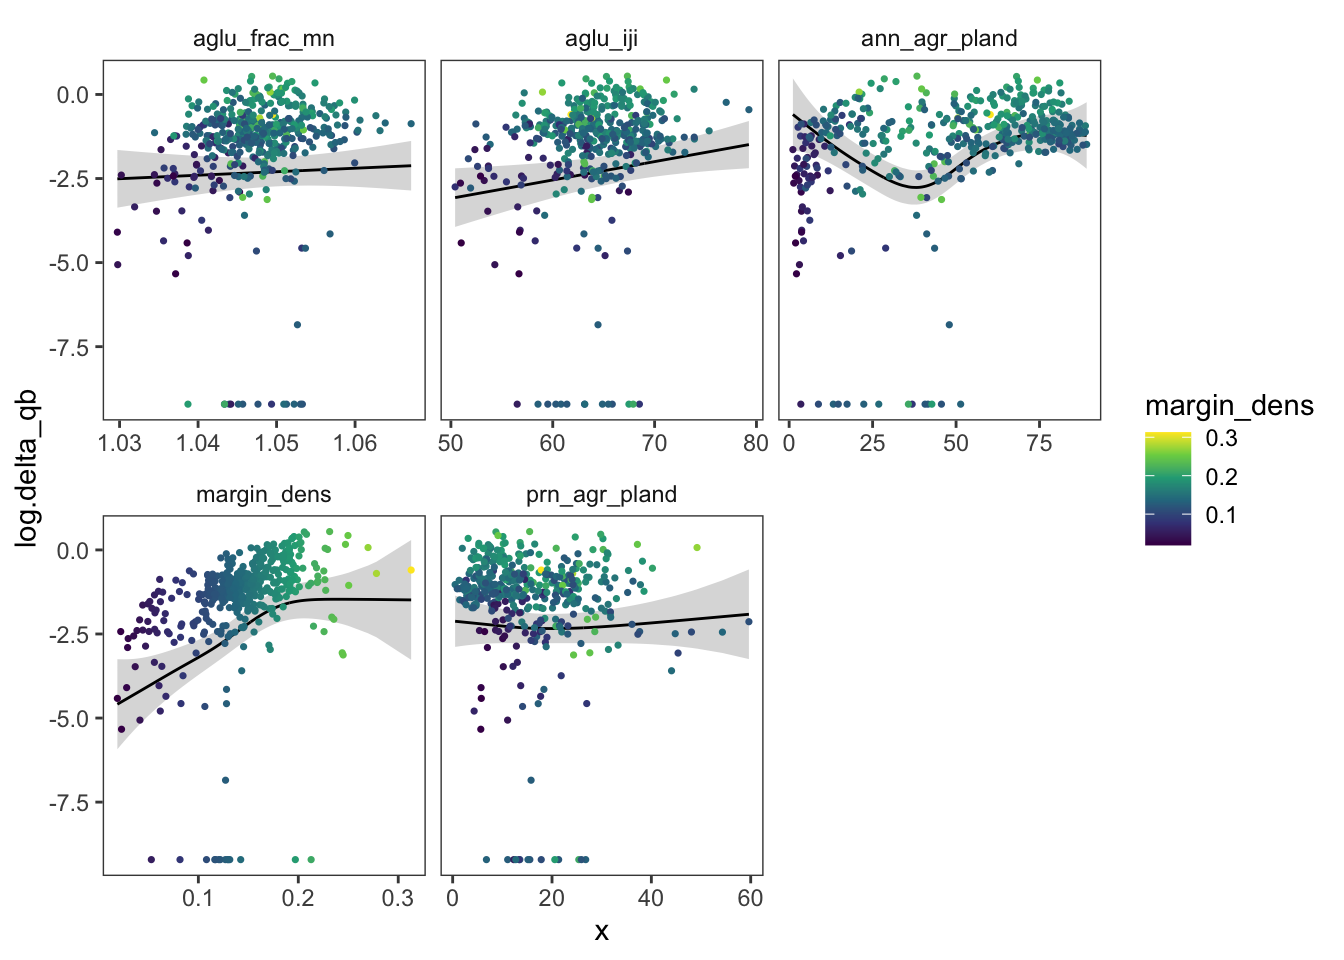 aglu_frac_mn aglu_iji ann_agr_pland
0.0
-2.5
-5.0
-7.5
1.03 1.04 1.05 1.06 50 60 70 80 0 25 50 75
log.delta_qb
margin_dens
0.3
0.2
0.1
margin_dens prn_agr_pland
0.0
-2.5
-5.0
-7.5
0.1 0.2 0.3 0 20 40 60
x